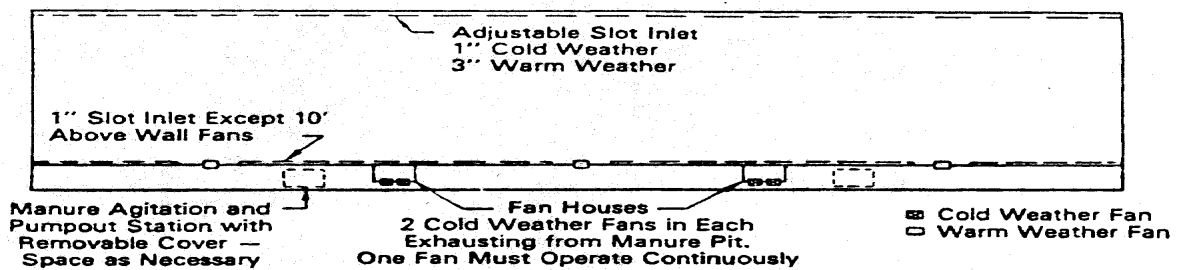 Adjustable Slot Inlet
1" Cold Weather
3" Warm Weather
1" Slot Inlet Except 10'
Above Wall Fans
Manure Agitation and
Pumpout Station with
Removable Cover —
Space as Necessary
Fan Houses
2 Cold Weather Fans in Each
Exhausting from Manure Pit.
One Fan Must Operate Continuously
Cold Weather Fan
Warm Weather Fan